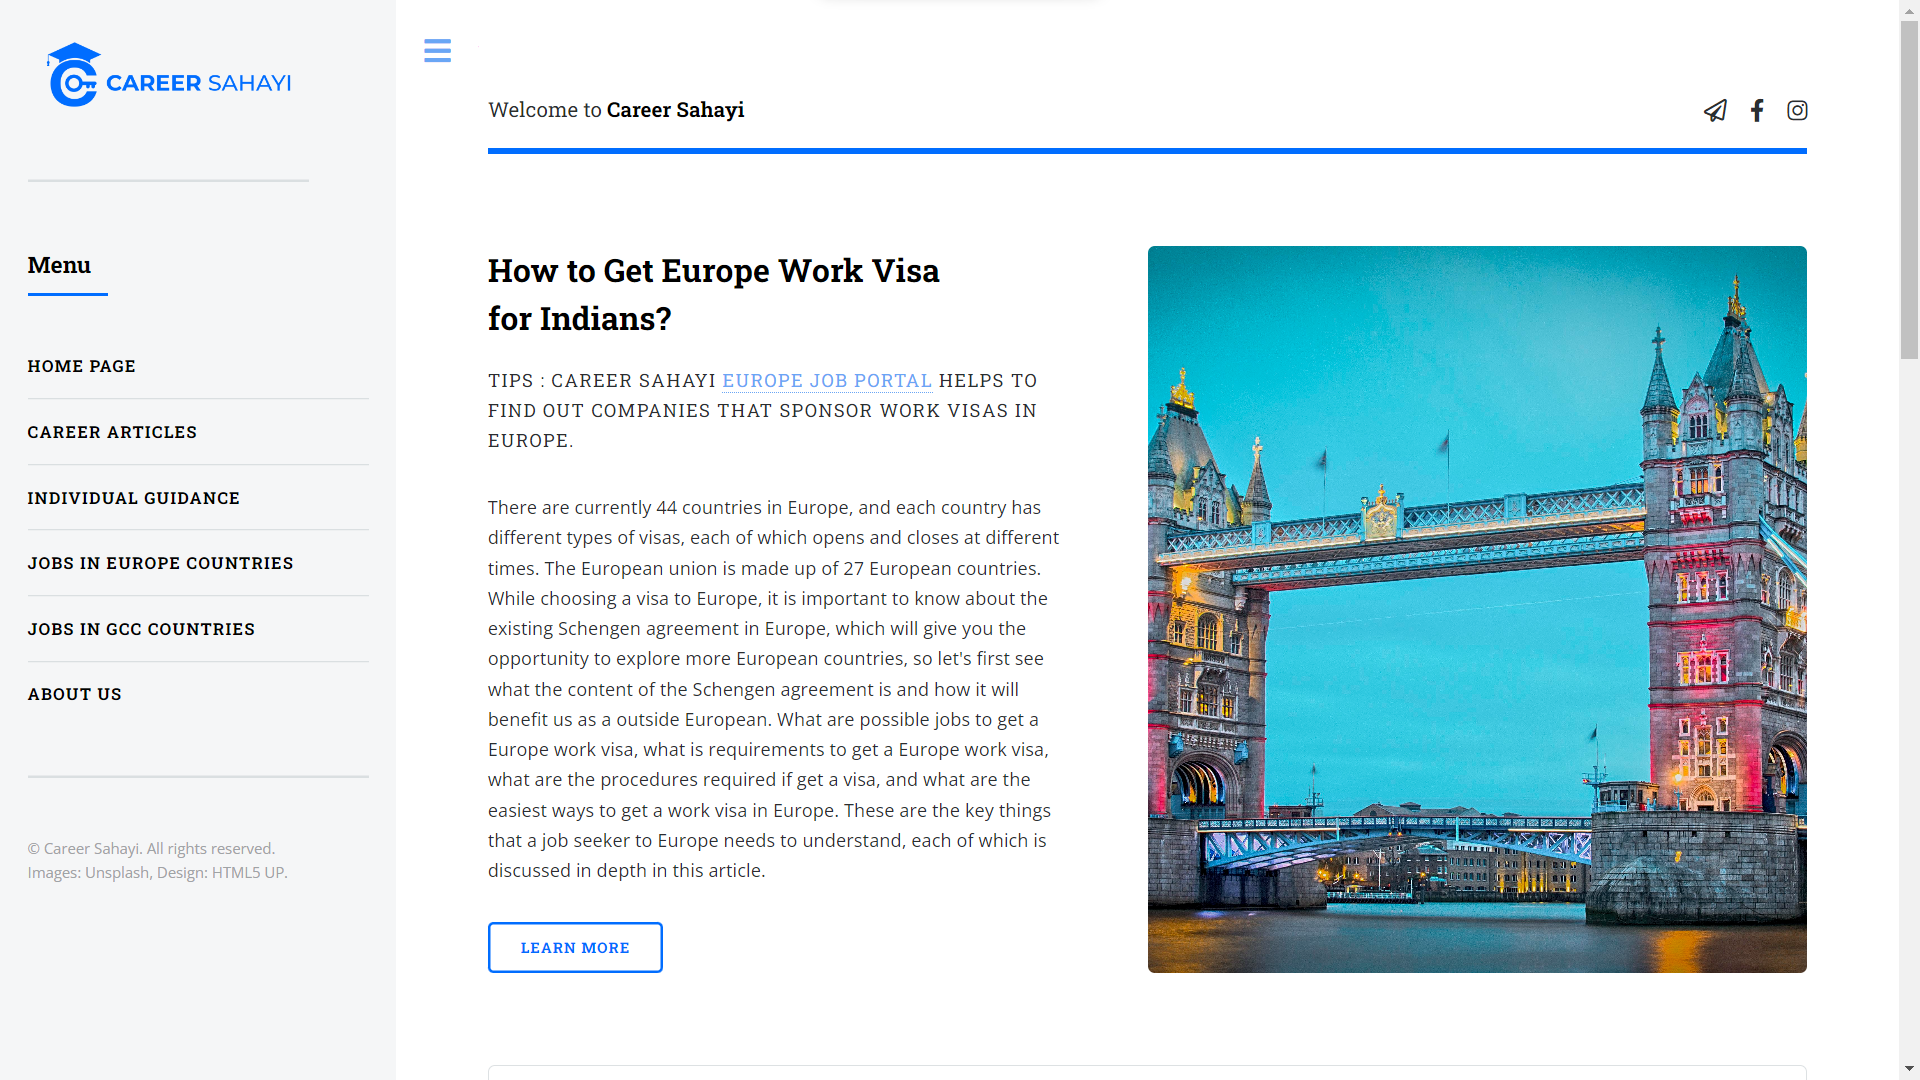 CAREER SAHAYI
Menu
HOME PAGE
CAREER ARTICLES
INDIVIDUAL GUIDANCE
JOBS IN EUROPE COUNTRIES
JOBS IN GCC COUNTRIES
ABOUT US
© Career Sahayi. All rights reserved.
Images: Unsplash, Design: HTML5 UP.
Welcome to Career Sahayi
How to Get Europe Work Visa
for Indians?
TIPS : CAREER SAHAYI EUROPE JOB PORTAL HELPS TO
FIND OUT COMPANIES THAT SPONSOR WORK VISAS IN
EUROPE.
There are currently 44 countries in Europe, and each country has
different types of visas, each of which opens and closes at different
times. The European union is made up of 27 European countries.
While choosing a visa to Europe, it is important to know about the
existing Schengen agreement in Europe, which will give you the
opportunity to explore more European countries, so let's first see
what the content of the Schengen agreement is and how it will
benefit us as a outside European. What are possible jobs to get a
Europe work visa, what is requirements to get a Europe work visa,
what are the procedures required if get a visa, and what are the
easiest ways to get a work visa in Europe. These are the key things
that a job seeker to Europe needs to understand, each of which is
discussed in depth in this article.
LEARN MORE